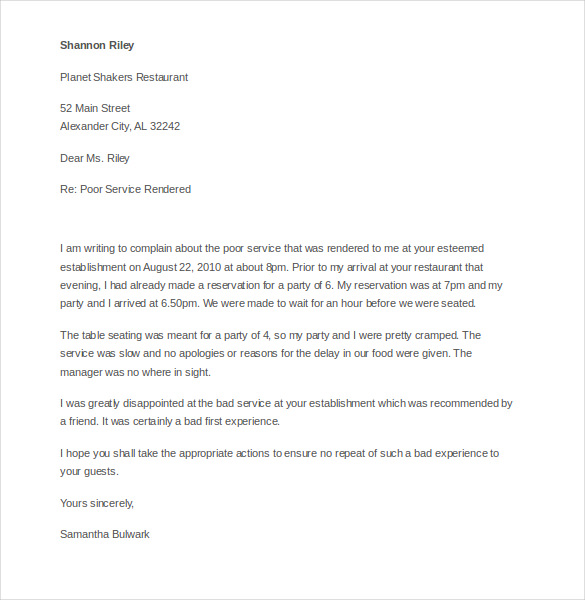 Shannon Riley
Planet Shakers Restaurant
52 Main Street
Alexander City, AL 32242
Dear Ms. Riley
Re: Poor Service Rendered
I am writing to complain about the poor service that was rendered to me at your esteemed
establishment on August 22, 2010 at about 8pm. Prior to my arrival at your restaurant that
evening, I had already made a reservation for a party of 6. My reservation was at 7pm and my
party and I arrived at 6.50pm. We were made to wait for an hour before we were seated.
The table seating was meant for a party of 4, so my party and I were pretty cramped. The
service was slow and no apologies or reasons for the delay in our food were given. The
manager was no where in sight.
I was greatly disappointed at the bad service at your establishment which was recommended by
a friend. It was certainly a bad first experience.
I hope you shall take the appropriate actions to ensure no repeat of such a bad experience to
your guests.
Yours sincerely,
Samantha Bulwark